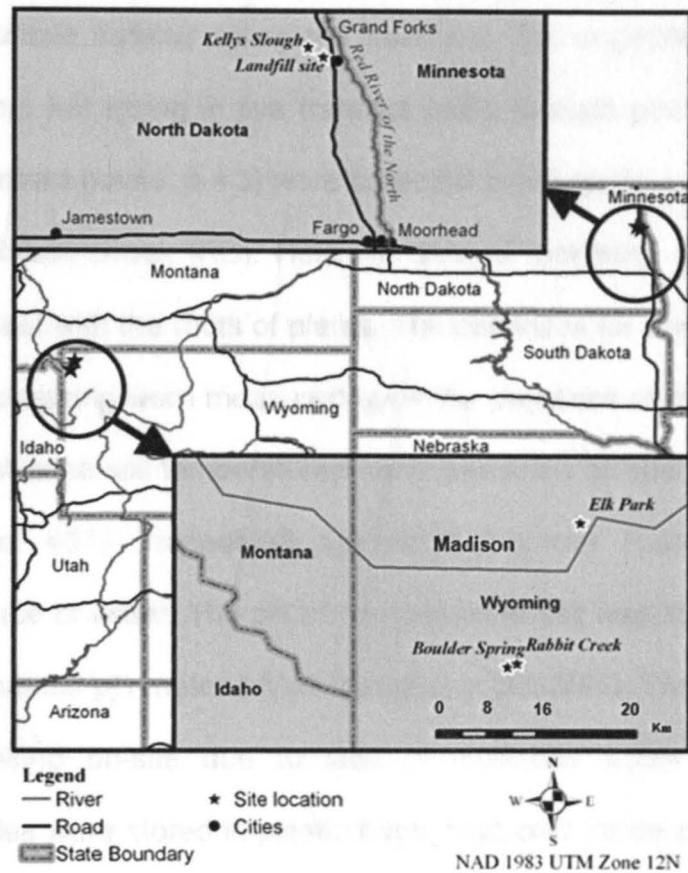 Grand Forks
Kellys Slough
Landfill site
Minnesota
Red River of the North
North Dakota
Jamestown
Fargo
Moorhead
Minnesota
Montana
North Dakota
South Dakota
Wyoming
Nebraska
Idaho
Utah
Arizona
Elk Park
Montana
Madison
Wyoming
Boulder Spring
Rabbit Creek
Idaho
0 5 10 20
Km
Legend
River
Road
State Boundary
Site location
Cities
N
W E
S
NAD 1983 UTM Zone 12N